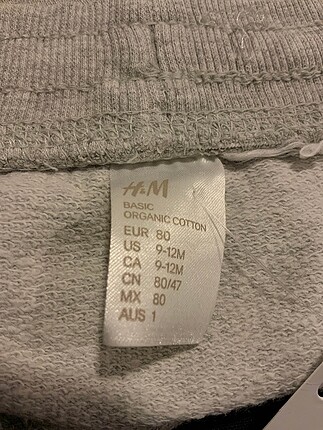 H&M
BASIC
ORGANIC COTTON
EUR 80
US 9-12M
CA 9-12M
CN 80/47
MX 80
AUS 1